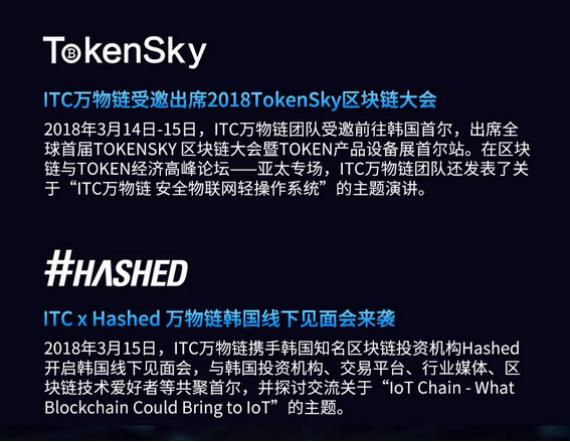 TokenSky
ITC万物链受邀出席2018TokenSky区块链大会
2018年3月14日-15日，ITC万物链团队受邀前往韩国首尔，出席全
球首届TOKENSKY 区块链大会暨TOKEN产品设备展首尔站。在区块
链与TOKEN经济高峰论坛——亚太专场，ITC万物链团队还发表了关
于“ITC万物链 安全物联网轻操作系统”的主题演讲。
#HASHED
ITC x Hashed 万物链韩国线下见面会来袭
2018年3月15日，ITC万物链携手韩国知名区块链投资机构Hashed
开启韩国线下见面会，与韩国投资机构、交易平台、行业媒体、区
块链技术爱好者等共聚首尔，并探讨交流关于“IoT Chain - What
Blockchain Could Bring to IoT”的主题。